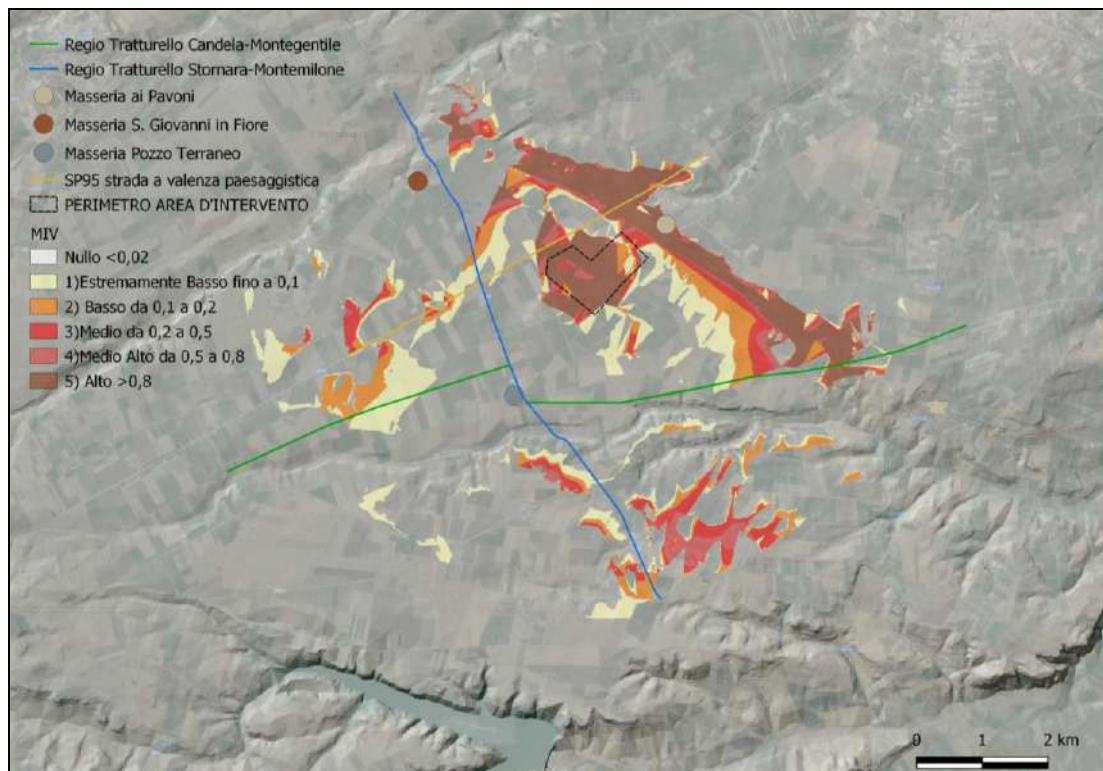 Regio Tratturello Candela-Montegentile
Regio Tratturello Stornara-Montemilone
Masseria ai Pavoni
Masseria S. Giovanni in Fiore
Masseria Pozzo Terraneo
SP95 strada a valenza paesaggistica
PERIMETRO AREA D'INTERVENTO
MIV
Nullo <0,02
1)Estremamente Basso fino a 0,1
2) Basso da 0,1 a 0,2
3)Medio da 0,2 a 0,5
4)Medio Alto da 0,5 a 0,8
5) Alto >0,8
0 1 2 km